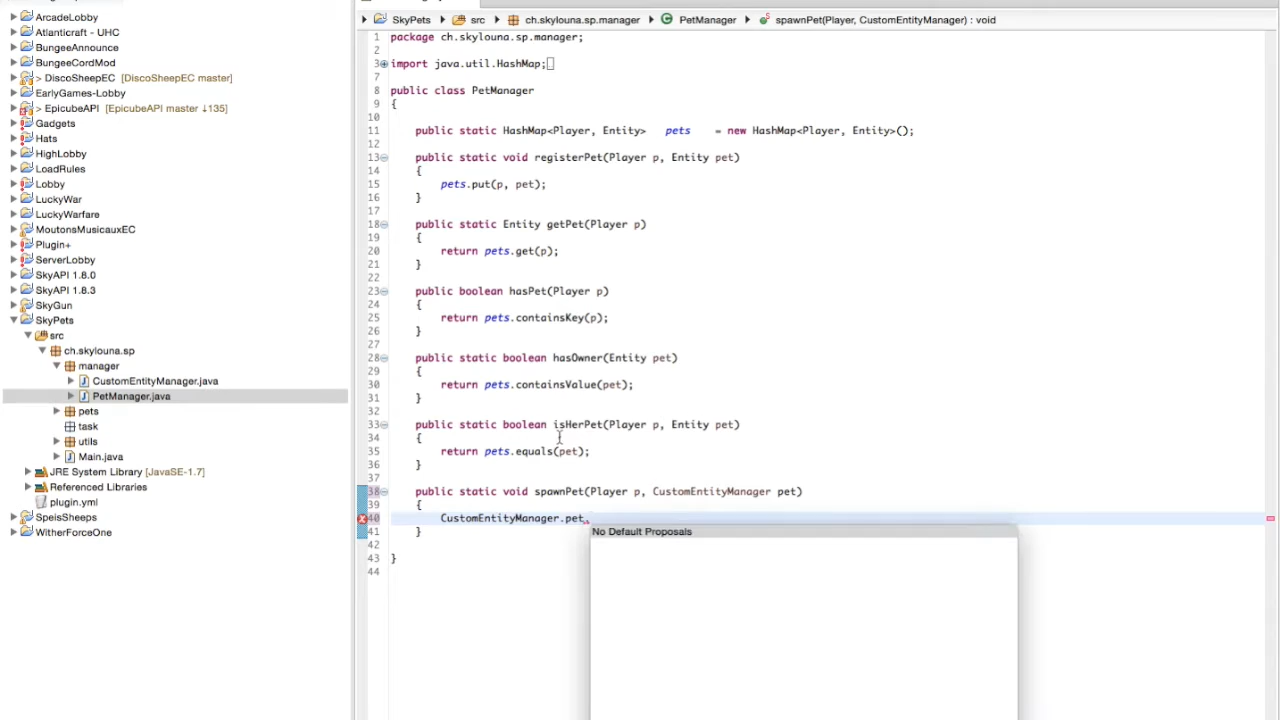 ArcadeLobby
Atlanticraft - UHC
BungeeAnnounce
BungeeCordMod
> DiscoSheepEC [DiscoSheepEC master]
EarlyGames-Lobby
> EpicubeAPI [EpicubeAPI master ↓135]
Gadgets
Hats
HighLobby
LoadRules
Lobby
LuckyWar
LuckyWarfare
MoutonsMusicauxEC
Plugin+
ServerLobby
SkyAPI 1.8.0
SkyAPI 1.8.3
SkyGun
SkyPets
src
ch.skylouna.sp
manager
CustomEntityManager.java
PetManager.java
pets
task
utils
Main.java
JRE System Library [JavaSE-1.7]
Referenced Libraries
plugin.yml
SpeisSheeps
WitherForceOne
SkyPets src ch.skylouna.sp.manager PetManager spawnPet(Player, CustomEntityManager) : void
1 package ch.skylouna.sp.manager;
2
3 import java.util.HashMap;
7
8 public class PetManager
9 {
10
11 public static HashMap<Player, Entity> pets = new HashMap<Player, Entity>();
12
13 public static void registerPet(Player p, Entity pet)
14 {
15 pets.put(p, pet);
16 }
17
18 public static Entity getPet(Player p)
19 {
20 return pets.get(p);
21 }
22
23 public boolean hasPet(Player p)
24 {
25 return pets.containsKey(p);
26 }
27
28 public static boolean hasOwner(Entity pet)
29 {
30 return pets.containsValue(pet);
31 }
32
33 public static boolean isHerPet(Player p, Entity pet)
34 {
35 return pets.equals(pet);
36 }
37
38 public static void spawnPet(Player p, CustomEntityManager pet)
39 {
40 CustomEntityManager.pet.
41 }
42
43 }
44
No Default Proposals